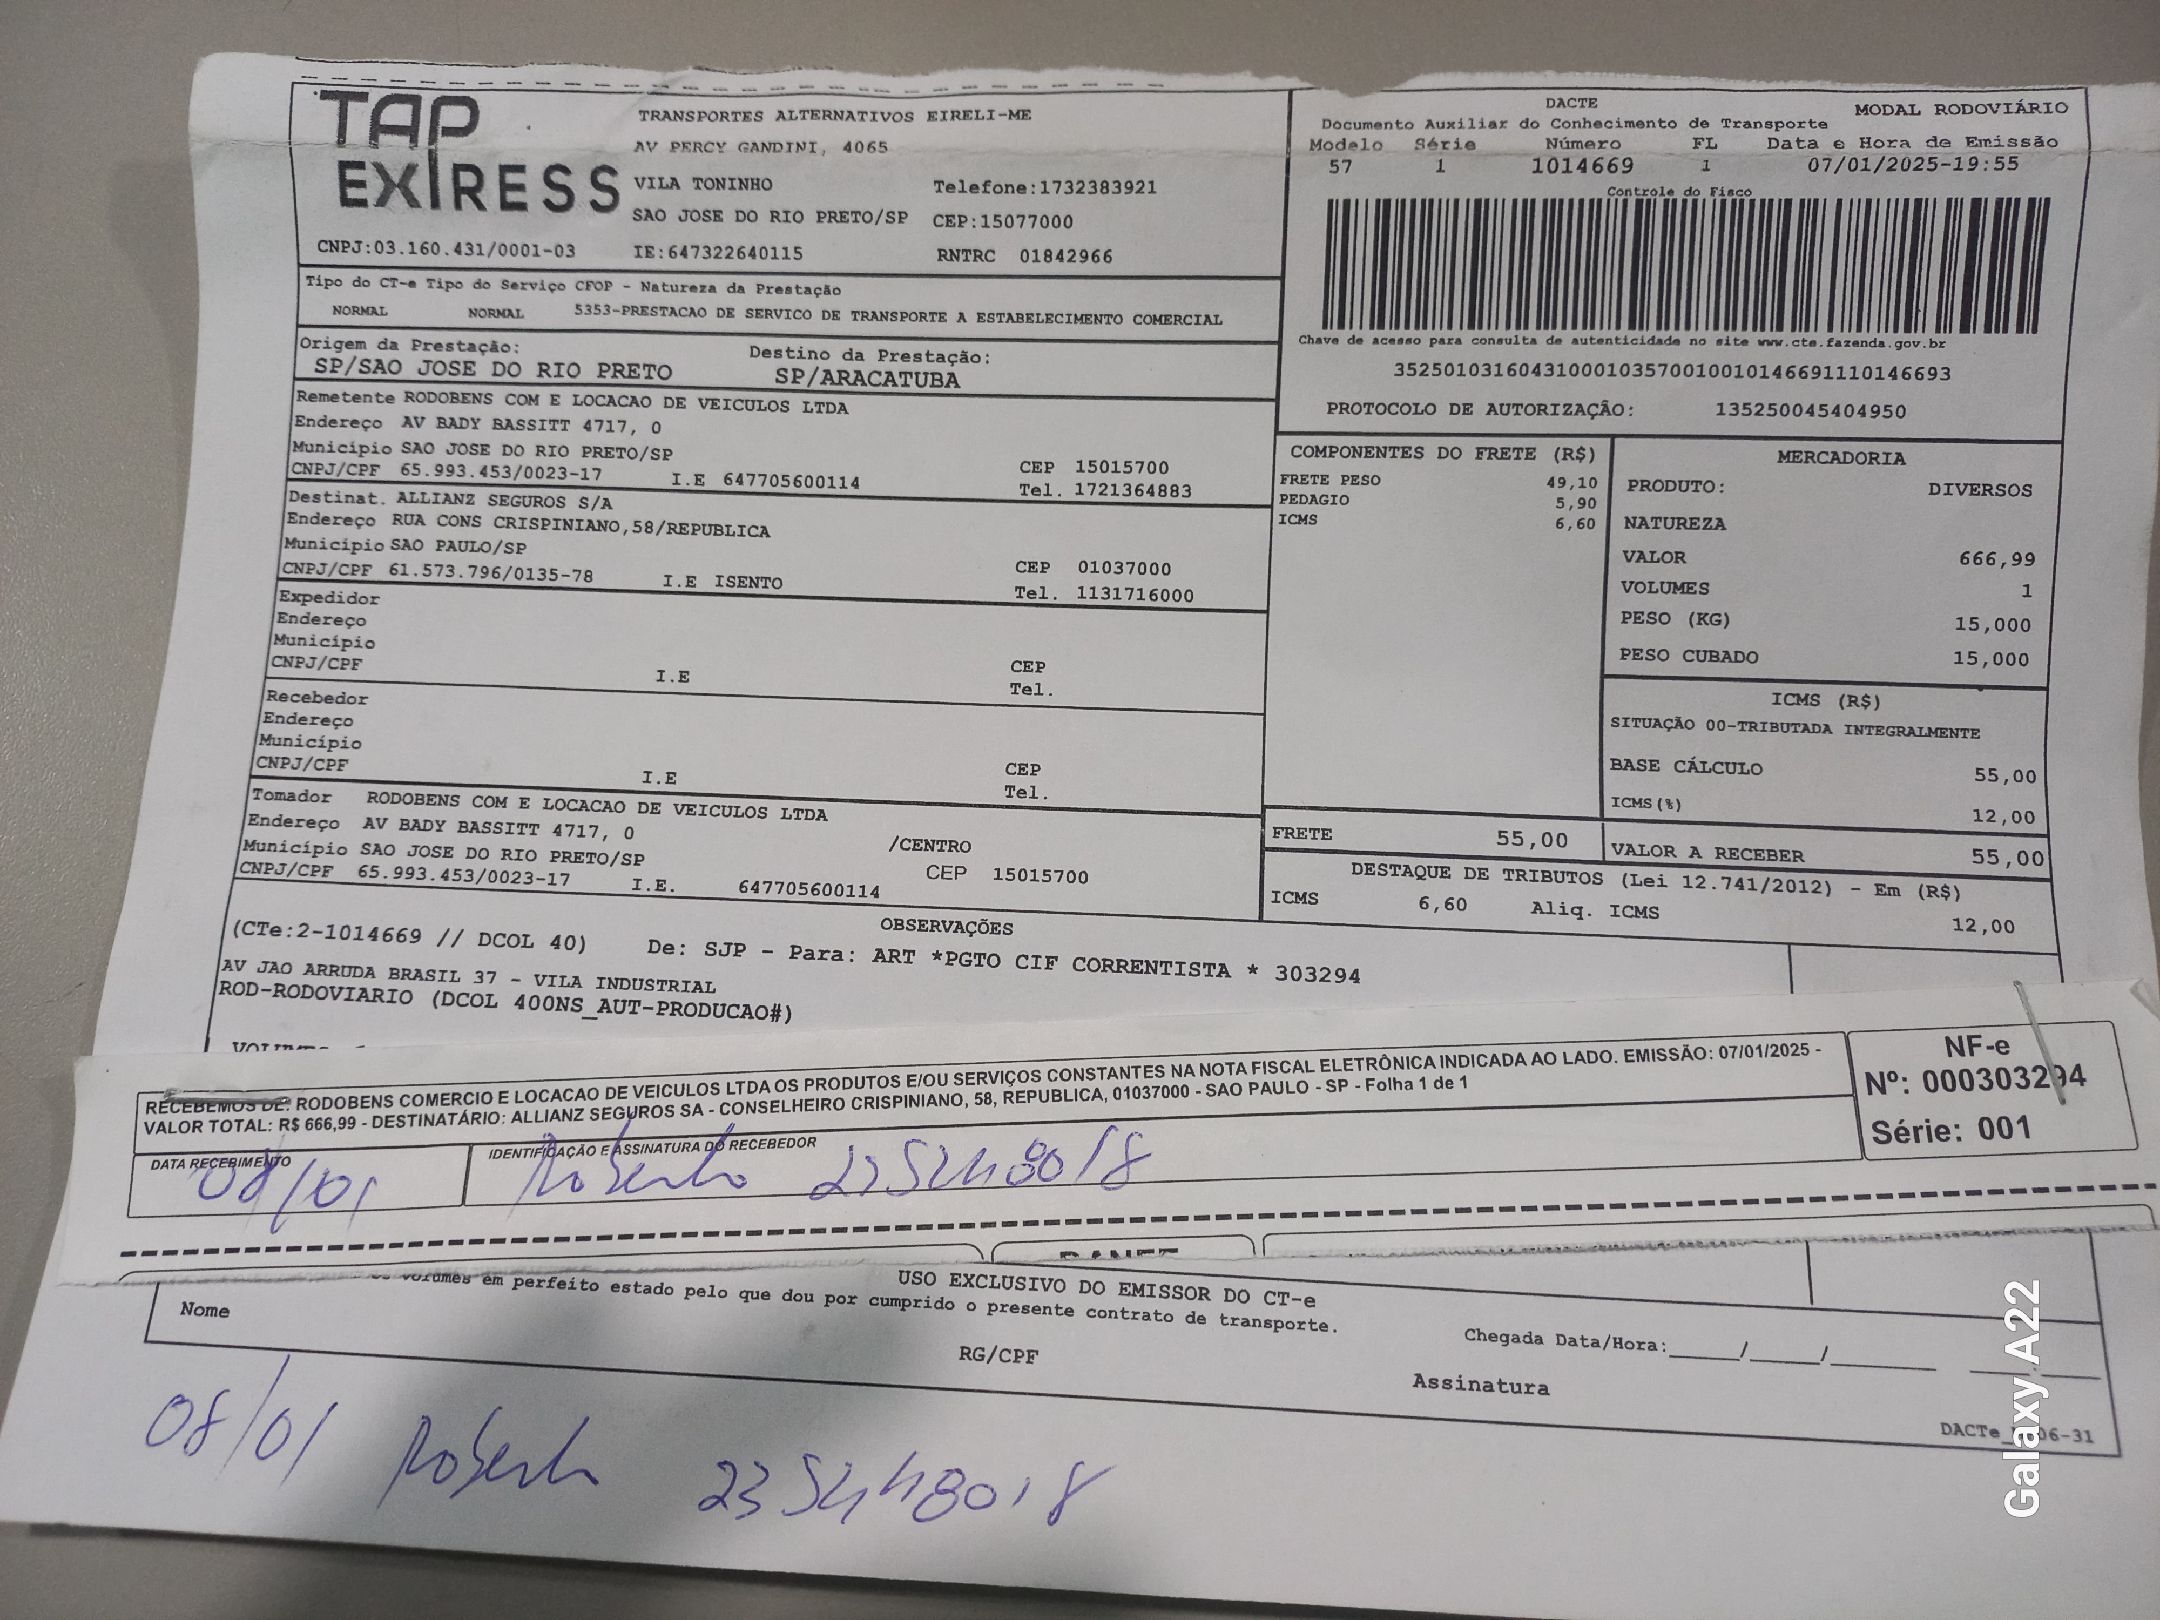 TAP
EXPRESS
TRANSPORTES ALTERNATIVOS EIRELI-ME
AV PERCY GANDINI, 4065
VILA TONINHO Telefone:1732383921
SAO JOSE DO RIO PRETO/SP CEP:15077000
CNPJ:03.160.431/0001-03 IE:647322640115 RNTRC 01842966
DACTE MODAL RODOVIÁRIO
Documento Auxiliar do Conhecimento de Transporte
Modelo Série Número FL Data e Hora de Emissão
57 1 1014669 1 07/01/2025-19:55
Controle do Fisco
Chave de acesso para consulta de autenticidade no site www.cte.fazenda.gov.br
35250103160431000103570010010146691110146693
PROTOCOLO DE AUTORIZAÇÂO: 135250045404950
Tipo do CT-e Tipo do Serviço CFOP - Natureza da Prestação
NORMAL NORMAL 5353-PRESTACAO DE SERVICO DE TRANSPORTE A ESTABELECIMENTO COMERCIAL
Origem da Prestação: Destino da Prestação:
SP/SAO JOSE DO RIO PRETO SP/ARACATUBA
Remetente RODOBENS COM E LOCACAO DE VEICULOS LTDA
Endereço AV BADY BASSITT 4717, 0
Município SAO JOSE DO RIO PRETO/SP CEP 15015700
CNPJ/CPF 65.993.453/0023-17 I.E 647705600114 Tel. 1721364883
Destinat. ALLIANZ SEGUROS S/A
Endereço RUA CONS CRISPINIANO,58/REPUBLICA
Município SAO PAULO/SP CEP 01037000
CNPJ/CPF 61.573.796/0135-78 I.E ISENTO Tel. 1131716000
Expedidor
Endereço
Município
CNPJ/CPF I.E CEP
Tel.
Recebedor
Endereço
Município
CNPJ/CPF I.E CEP
Tel.
Tomador RODOBENS COM E LOCACAO DE VEICULOS LTDA
Endereço AV BADY BASSITT 4717, 0 /CENTRO
Município SAO JOSE DO RIO PRETO/SP CEP 15015700
CNPJ/CPF 65.993.453/0023-17 I.E. 647705600114
COMPONENTES DO FRETE (R$)
FRETE PESO 49,10
PEDAGIO 5,90
ICMS 6,60
MERCADORIA
PRODUTO: DIVERSOS
NATUREZA
VALOR 666,99
VOLUMES 1
PESO (KG) 15,000
PESO CUBADO 15,000
ICMS (R$)
SITUAÇÃO 00-TRIBUTADA INTEGRALMENTE
BASE CÁLCULO 55,00
ICMS(%) 12,00
FRETE 55,00 VALOR A RECEBER 55,00
DESTAQUE DE TRIBUTOS (Lei 12.741/2012) - Em (R$)
ICMS 6,60 Aliq. ICMS 12,00
OBSERVAÇÕES
(CTe:2-1014669 // DCOL 40) De: SJP - Para: ART *PGTO CIF CORRENTISTA * 303294
AV JAO ARRUDA BRASIL 37 - VILA INDUSTRIAL
ROD-RODOVIARIO (DCOL 400NS_AUT-PRODUCAO#)
RECEBEMOS DE: RODOBENS COMERCIO E LOCACAO DE VEICULOS LTDA OS PRODUTOS E/OU SERVIÇOS CONSTANTES NA NOTA FISCAL ELETRÔNICA INDICADA AO LADO. EMISSÃO: 07/01/2025 -
VALOR TOTAL: R$ 666,99 - DESTINATÁRIO: ALLIANZ SEGUROS SA - CONSELHEIRO CRISPINIANO, 58, REPUBLICA, 01037000 - SAO PAULO - SP - Folha 1 de 1
NF-e
Nº: 000303294
Série: 001
DATA RECEBIMENTO IDENTIFICAÇÃO E ASSINATURA DO RECEBEDOR
08/01 Roberto 235448018
USO EXCLUSIVO DO EMISSOR DO CT-e
volumes em perfeito estado pelo que dou por cumprido o presente contrato de transporte.
Nome RG/CPF Chegada Data/Hora:_____/_____/_______
Assinatura
08/01 Roberto 235448018
Galaxy A22